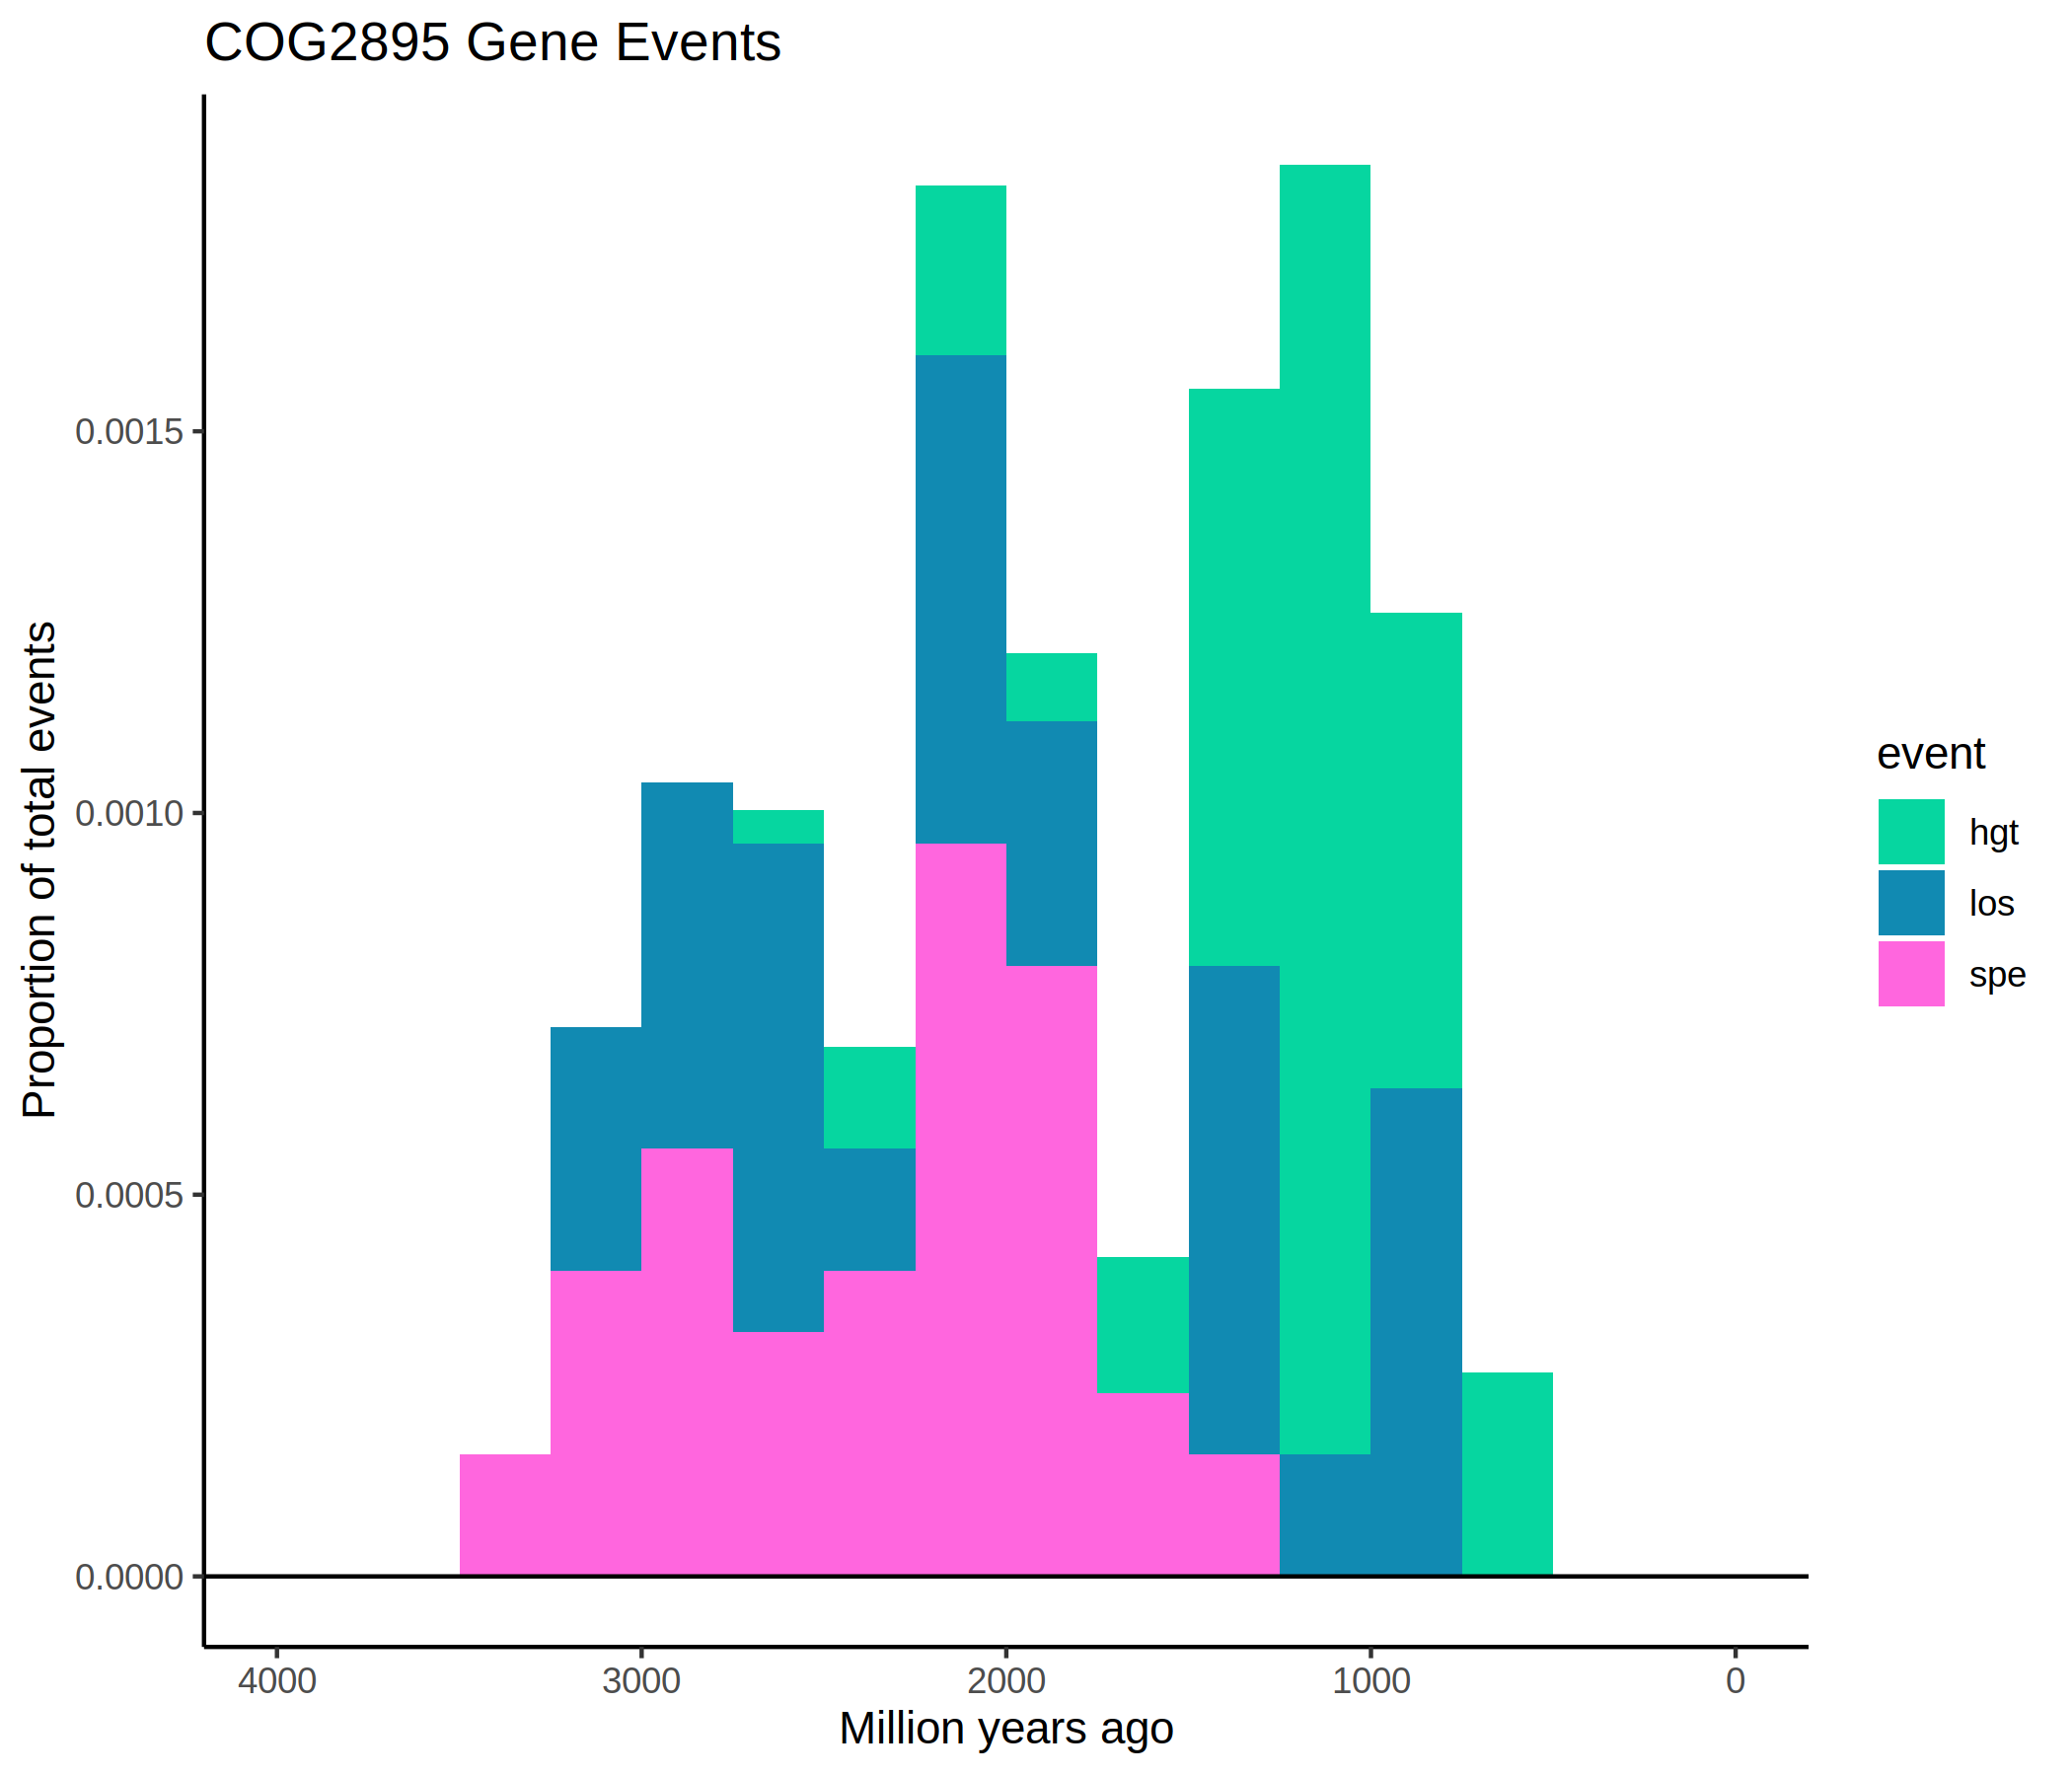 COG2895 Gene Events
Proportion of total events
0.0015
0.0010
0.0005
0.0000
4000 3000 2000 1000 0
Million years ago
event
hgt
los
spe